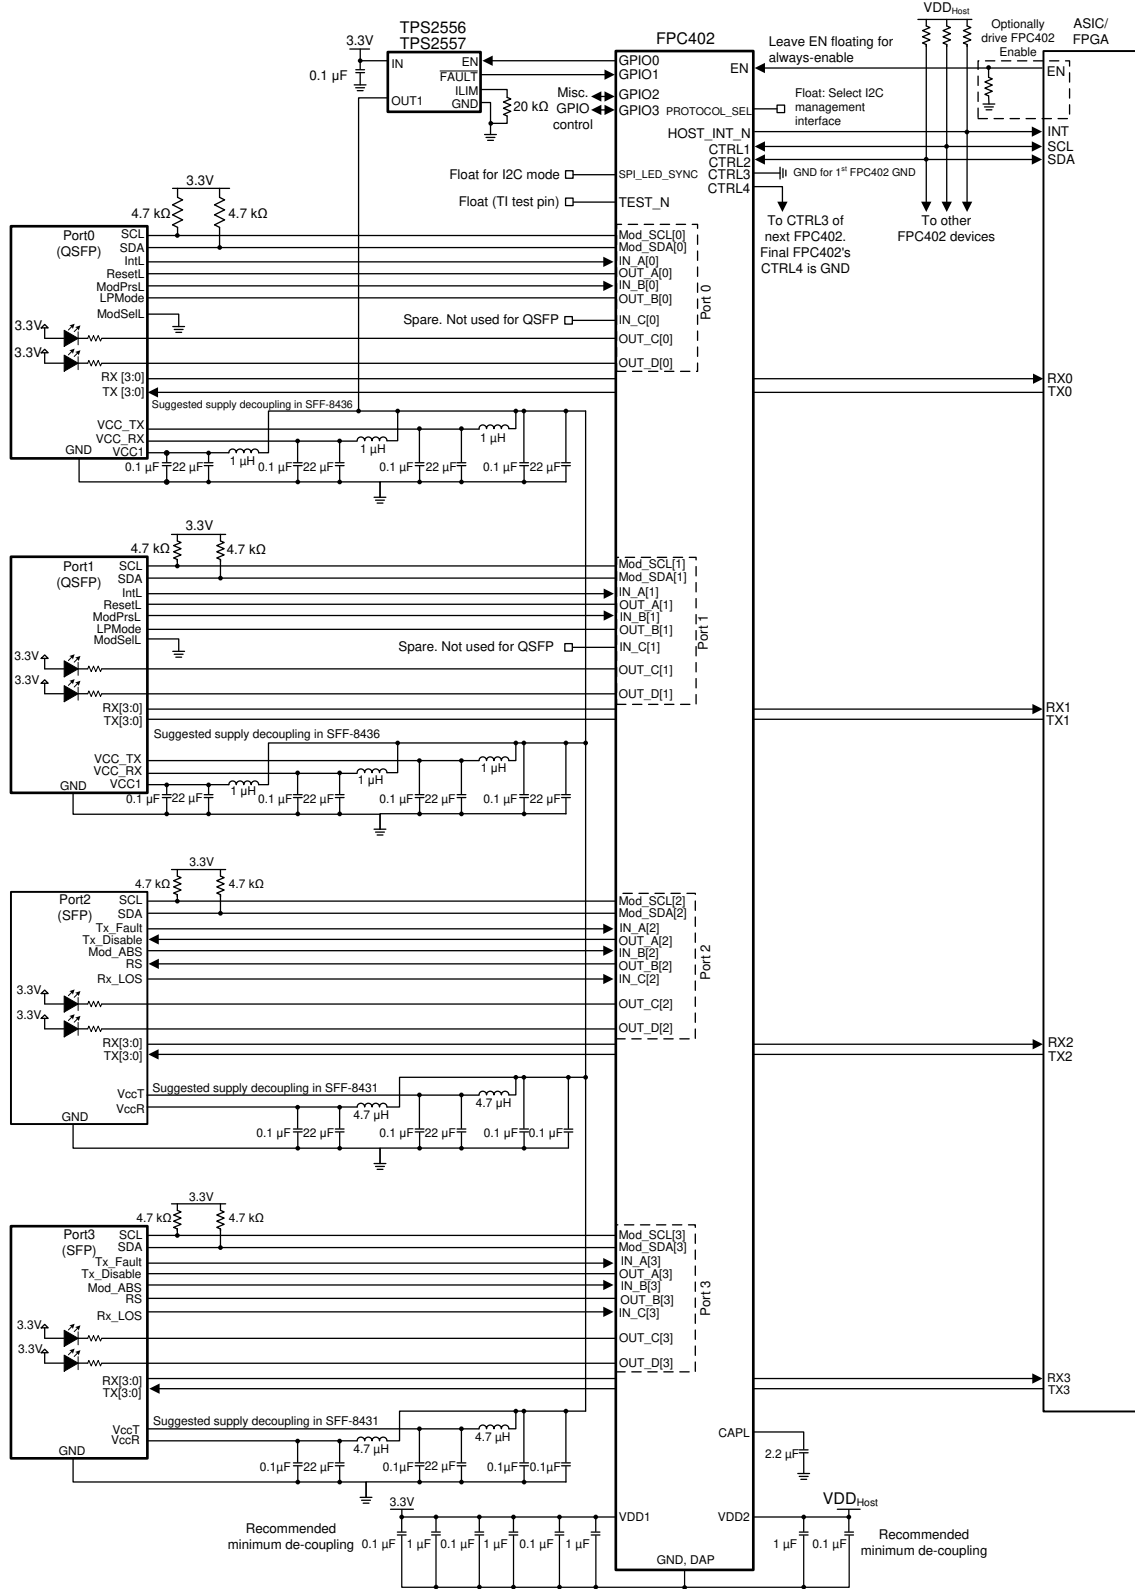 TPS2556
TPS2557
3.3V
0.1 µF
IN
OUT1
EN
FAULT
ILIM
GND
20 kΩ
FPC402
GPIO0
GPIO1
GPIO2
GPIO3
Misc.
GPIO
control
EN
PROTOCOL_SEL
HOST_INT_N
CTRL1
CTRL2
CTRL3
CTRL4
SPI_LED_SYNC
TEST_N
Float for I2C mode
Float (TI test pin)
Leave EN floating for
always-enable
Float: Select I2C
management
interface
GND for 1st FPC402 GND
To CTRL3 of
next FPC402.
Final FPC402's
CTRL4 is GND
To other
FPC402 devices
VDDHost
Optionally
drive FPC402
Enable
ASIC/
FPGA
EN
INT
SCL
SDA
3.3V
4.7 kΩ
4.7 kΩ
Port0
(QSFP)
SCL
SDA
IntL
ResetL
ModPrsL
LPMode
ModSelL
3.3V
3.3V
RX [3:0]
TX [3:0]
VCC_TX
VCC_RX
VCC1
GND
Mod_SCL[0]
Mod_SDA[0]
IN_A[0]
OUT_A[0]
IN_B[0]
OUT_B[0]
IN_C[0]
OUT_C[0]
OUT_D[0]
Port 0
Spare. Not used for QSFP
RX0
TX0
Suggested supply decoupling in SFF-8436
1 µH
1 µH
1 µH
0.1 µF
22 µF
0.1 µF
22 µF
0.1 µF
22 µF
0.1 µF
22 µF
3.3V
4.7 kΩ
4.7 kΩ
Port1
(QSFP)
SCL
SDA
IntL
ResetL
ModPrsL
LPMode
ModSelL
3.3V
3.3V
RX[3:0]
TX[3:0]
VCC_TX
VCC_RX
VCC1
GND
Mod_SCL[1]
Mod_SDA[1]
IN_A[1]
OUT_A[1]
IN_B[1]
OUT_B[1]
IN_C[1]
OUT_C[1]
OUT_D[1]
Port 1
Spare. Not used for QSFP
RX1
TX1
Suggested supply decoupling in SFF-8436
1 µH
1 µH
1 µH
0.1 µF
22 µF
0.1 µF
22 µF
0.1 µF
22 µF
0.1 µF
22 µF
3.3V
4.7 kΩ
4.7 kΩ
Port2
(SFP)
SCL
SDA
Tx_Fault
Tx_Disable
Mod_ABS
RS
Rx_LOS
3.3V
3.3V
RX[3:0]
TX[3:0]
VccT
VccR
GND
Mod_SCL[2]
Mod_SDA[2]
IN_A[2]
OUT_A[2]
IN_B[2]
OUT_B[2]
IN_C[2]
OUT_C[2]
OUT_D[2]
Port 2
RX2
TX2
Suggested supply decoupling in SFF-8431
4.7 µH
4.7 µH
0.1 µF
22 µF
0.1 µF
22 µF
0.1 µF
0.1 µF
3.3V
4.7 kΩ
4.7 kΩ
Port3
(SFP)
SCL
SDA
Tx_Fault
Tx_Disable
Mod_ABS
RS
Rx_LOS
3.3V
3.3V
RX[3:0]
TX[3:0]
VccT
VccR
GND
Mod_SCL[3]
Mod_SDA[3]
IN_A[3]
OUT_A[3]
IN_B[3]
OUT_B[3]
IN_C[3]
OUT_C[3]
OUT_D[3]
Port 3
RX3
TX3
Suggested supply decoupling in SFF-8431
4.7 µH
4.7 µH
0.1µF
22 µF
0.1µF
22 µF
0.1µF
0.1µF
CAPL
2.2 µF
3.3V
VDD1
VDD2
VDDHost
Recommended
minimum de-coupling
0.1 µF
1 µF
0.1 µF
1 µF
0.1 µF
1 µF
1 µF
0.1 µF
Recommended
minimum de-coupling
GND, DAP